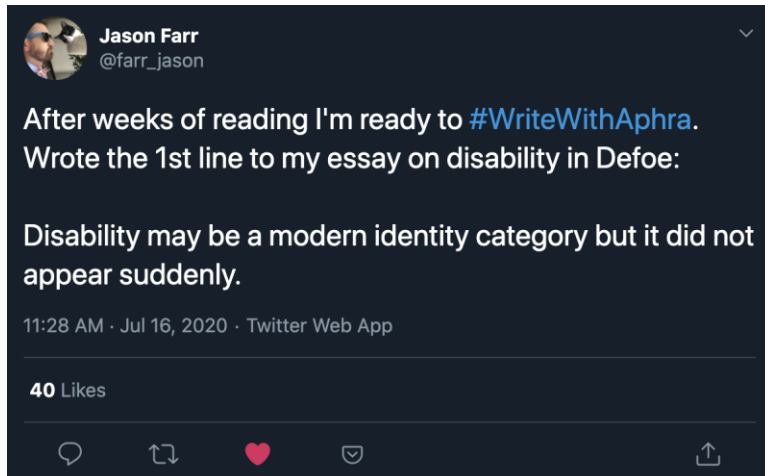 Jason Farr
@farr_jason
After weeks of reading I'm ready to #WriteWithAphra.
Wrote the 1st line to my essay on disability in Defoe:
Disability may be a modern identity category but it did not
appear suddenly.
11:28 AM · Jul 16, 2020 · Twitter Web App
40 Likes